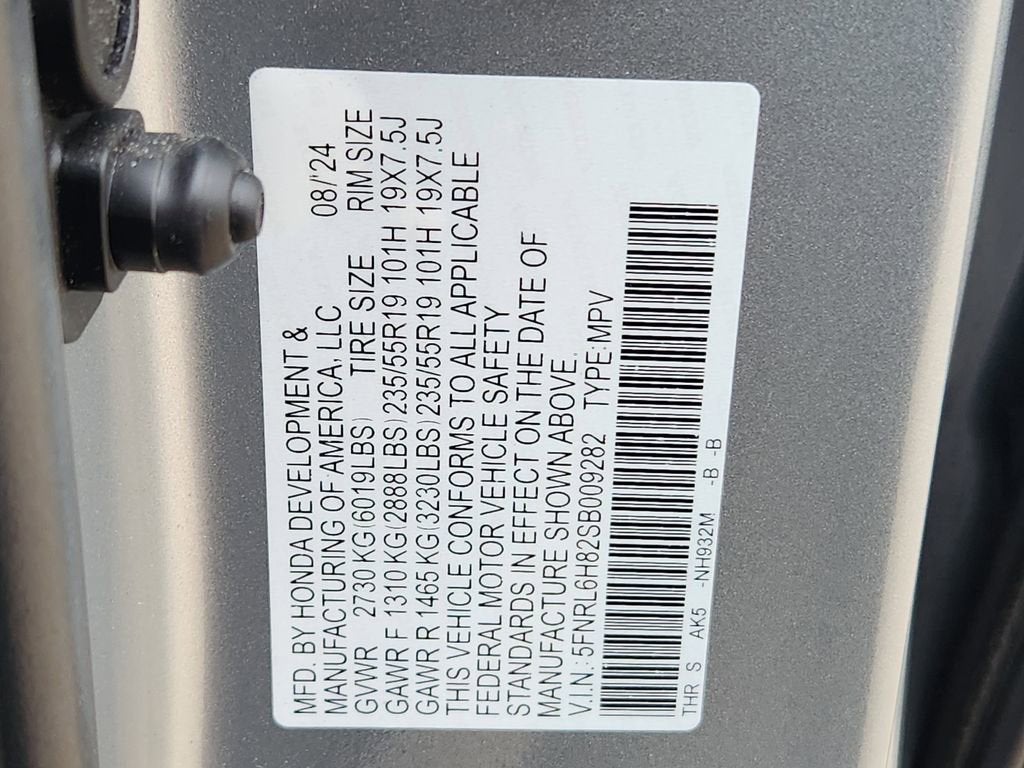 MFD. BY HONDA DEVELOPMENT &
MANUFACTURING OF AMERICA, LLC 08/'24
GVWR 2730 KG(6019LBS) TIRE SIZE RIM SIZE
GAWR F 1310 KG(2888LBS) 235/55R19 101H 19X7.5J
GAWR R 1465 KG(3230LBS) 235/55R19 101H 19X7.5J
THIS VEHICLE CONFORMS TO ALL APPLICABLE
FEDERAL MOTOR VEHICLE SAFETY
STANDARDS IN EFFECT ON THE DATE OF
MANUFACTURE SHOWN ABOVE.
V.I.N.: 5FNRL6H82SB009282 TYPE:MPV
THR S AK5 -NH932M -B -B